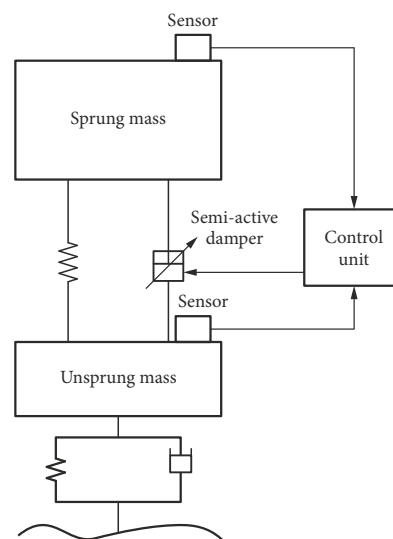 Sensor
Sprung mass
Semi-active
damper
Control
unit
Sensor
Unsprung mass